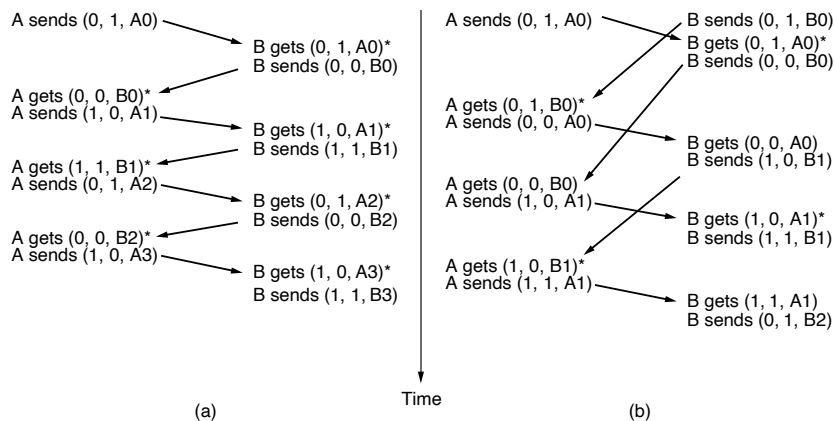 A sends (0, 1, A0)
B gets (0, 1, A0)*
B sends (0, 0, B0)
A gets (0, 0, B0)*
A sends (1, 0, A1)
B gets (1, 0, A1)*
B sends (1, 1, B1)
A gets (1, 1, B1)*
A sends (0, 1, A2)
B gets (0, 1, A2)*
B sends (0, 0, B2)
A gets (0, 0, B2)*
A sends (1, 0, A3)
B gets (1, 0, A3)*
B sends (1, 1, B3)
(a)
Time
A sends (0, 1, A0)
B sends (0, 1, B0)
B gets (0, 1, A0)*
B sends (0, 0, B0)
A gets (0, 1, B0)*
A sends (0, 0, A0)
B gets (0, 0, A0)
B sends (1, 0, B1)
A gets (0, 0, B0)
A sends (1, 0, A1)
B gets (1, 0, A1)*
B sends (1, 1, B1)
A gets (1, 0, B1)*
A sends (1, 1, A1)
B gets (1, 1, A1)
B sends (0, 1, B2)
(b)